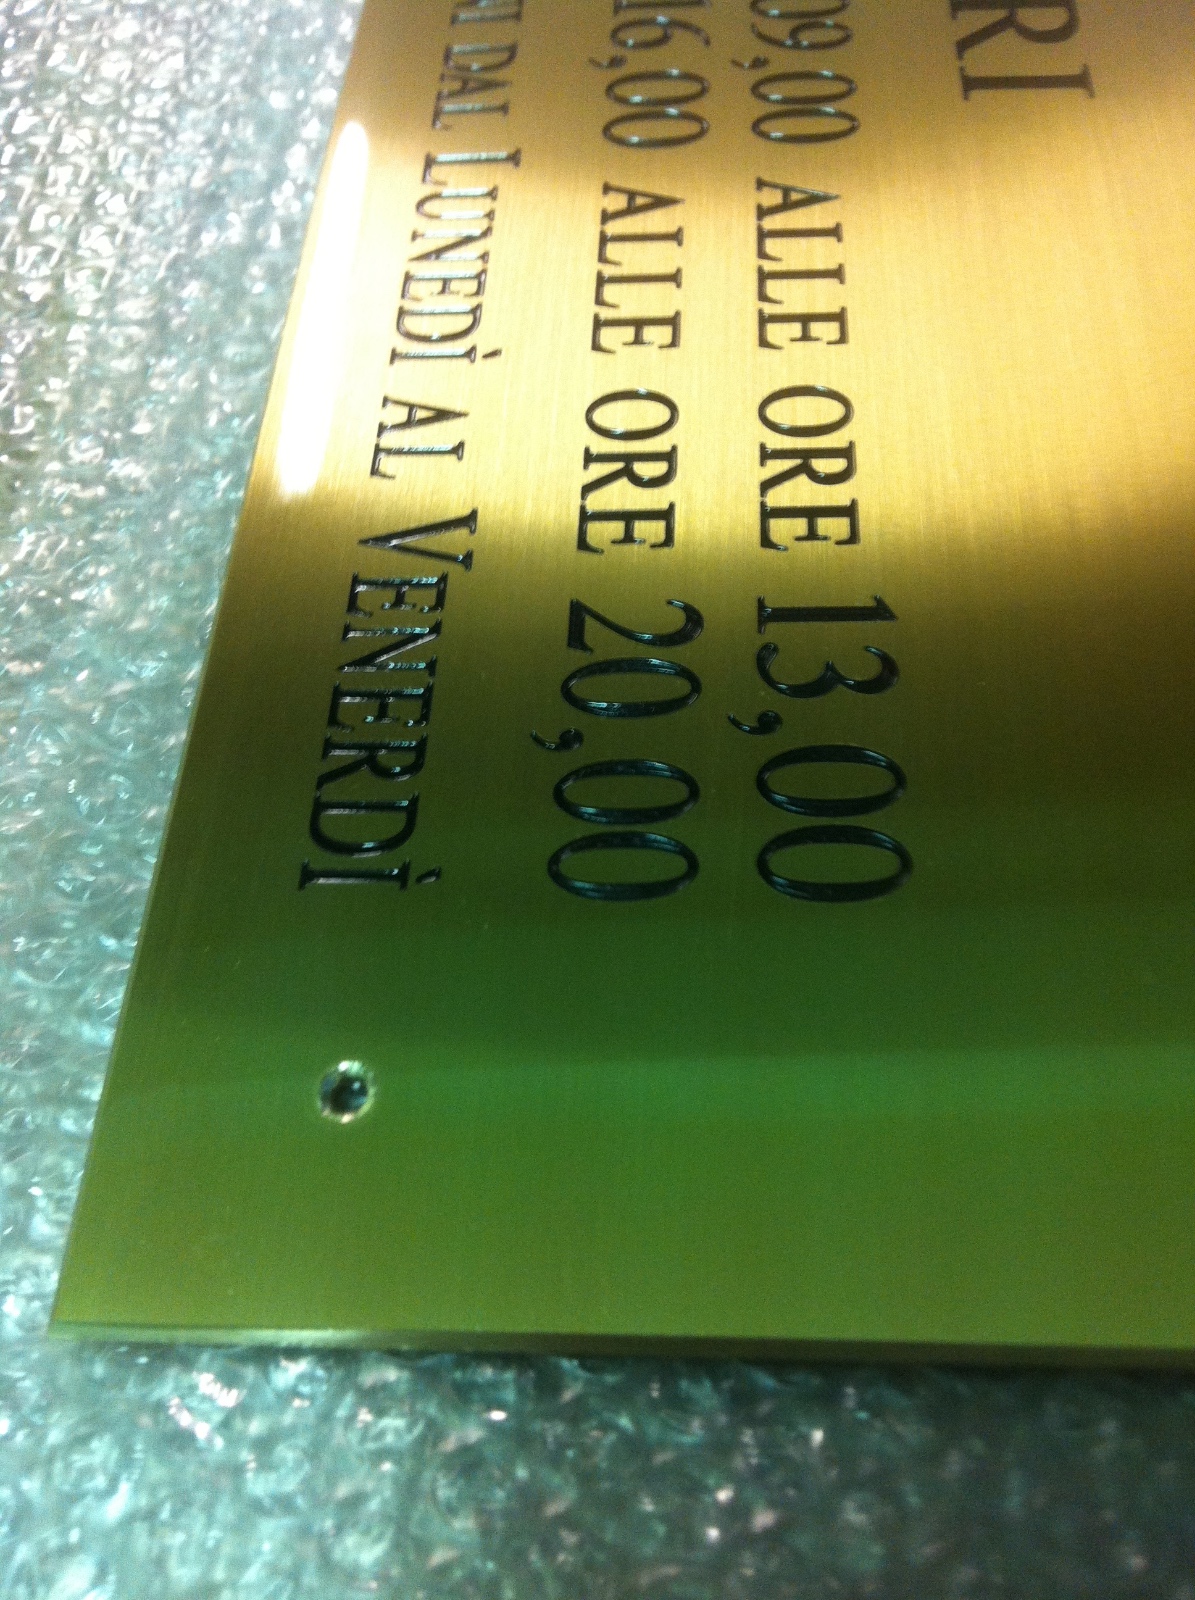 RI
09,00 ALLE ORE 13,00
16,00 ALLE ORE 20,00
DAL LUNEDÍ AL VENERDÍ